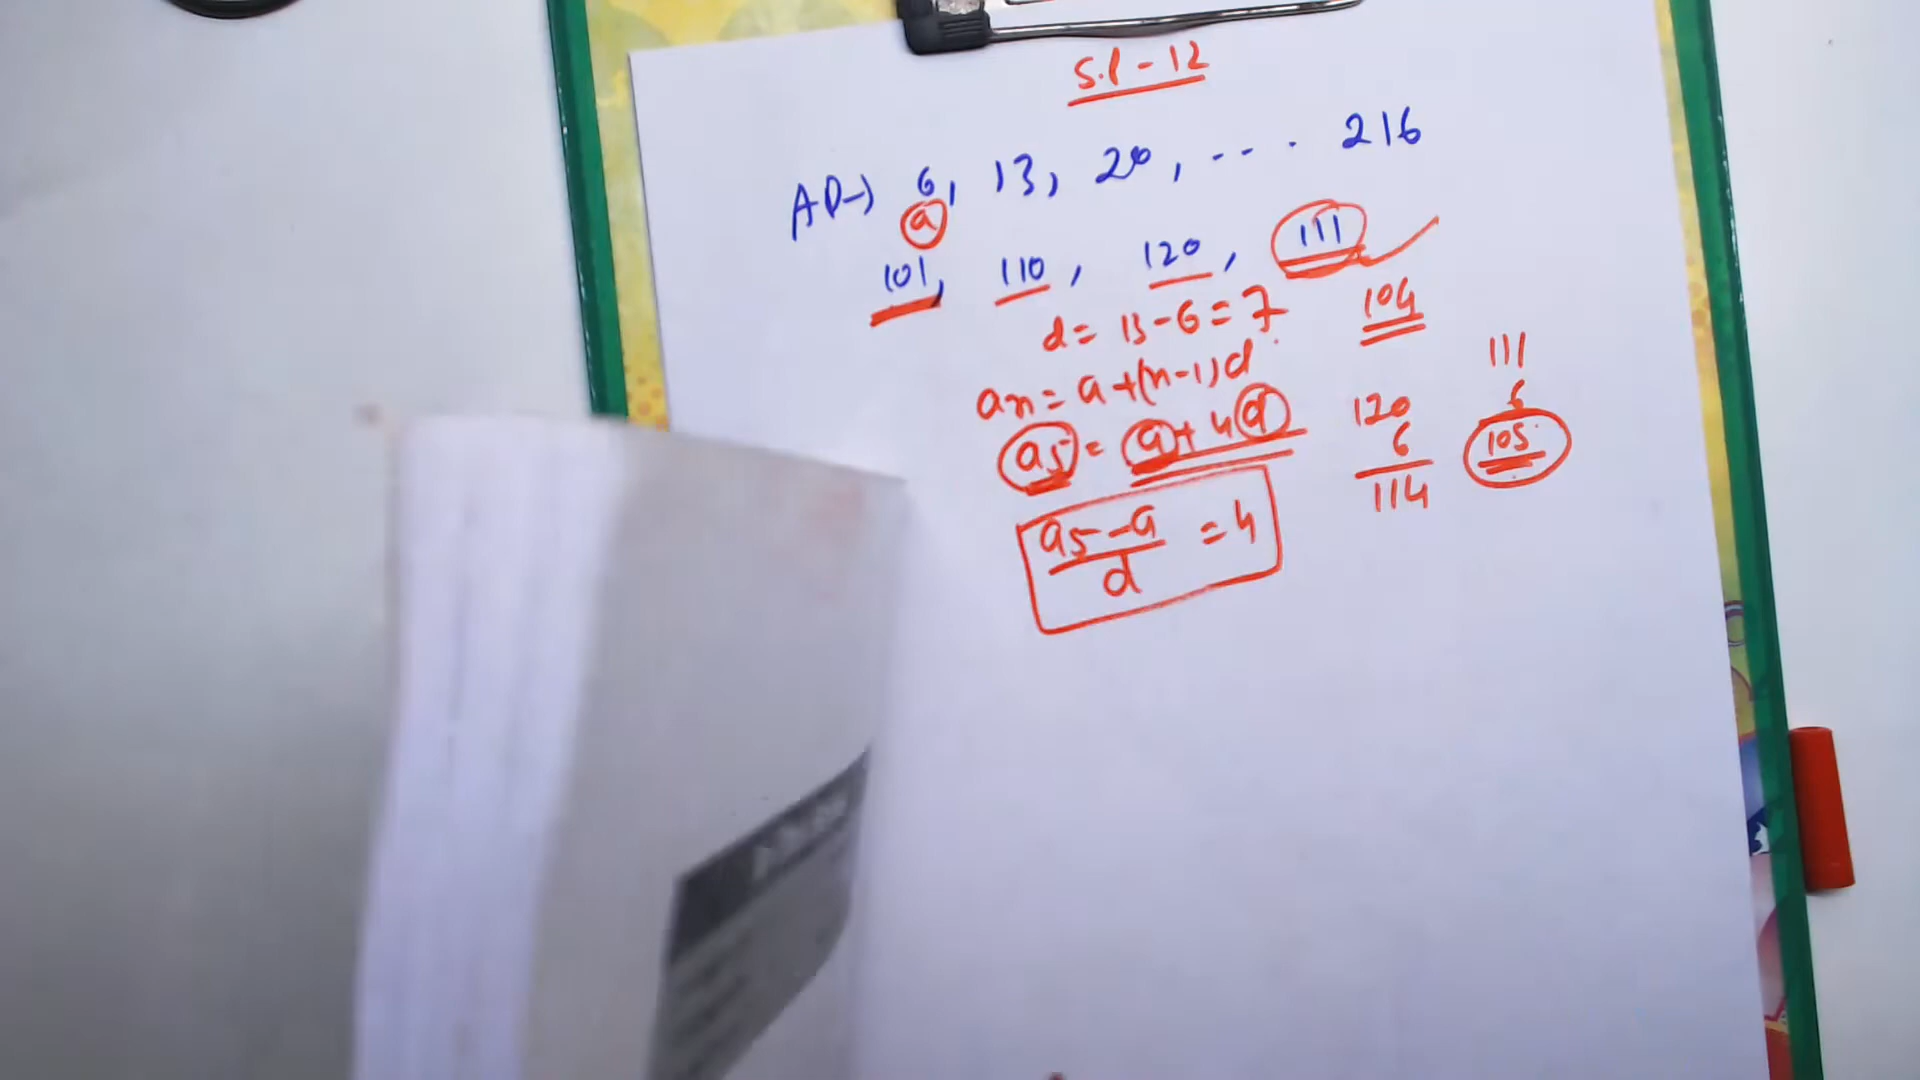 S.l - 12
AP→ 6, 13, 20, --- . 216
a
101, 110, 120, 111
d = 13-6=7
104
an = a+(n-1)d
a5 = a+4d
120
6
114
111
6
105
a5-a
d
=4